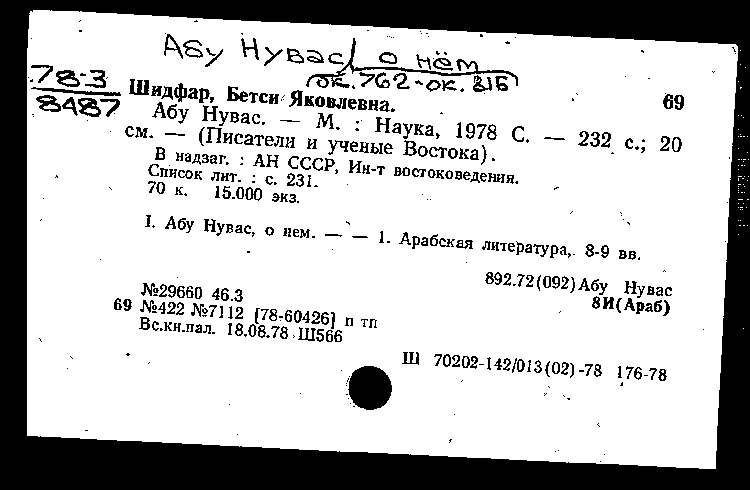 Абу Нувас, о нём
(ок. 762-ок. 815)
78-3
8487
69
Шидфар, Бетси Яковлевна.
Абу Нувас. — М. : Наука, 1978 С. — 232 с.; 20
см. — (Писатели и ученые Востока).
В надзаг. : АН СССР, Ин-т востоковедения.
Список лит. : с. 231.
70 к. 15.000 экз.
I. Абу Нувас, о нем. — — 1. Арабская литература, 8-9 вв.
892.72(092)Абу Нувас
8И(Араб)
№29660 46.3
69 №422 №7112 [78-60426] п тп
Вс.кн.пал. 18.08.78 Ш566
Ш 70202-142/013(02)-78 176-78